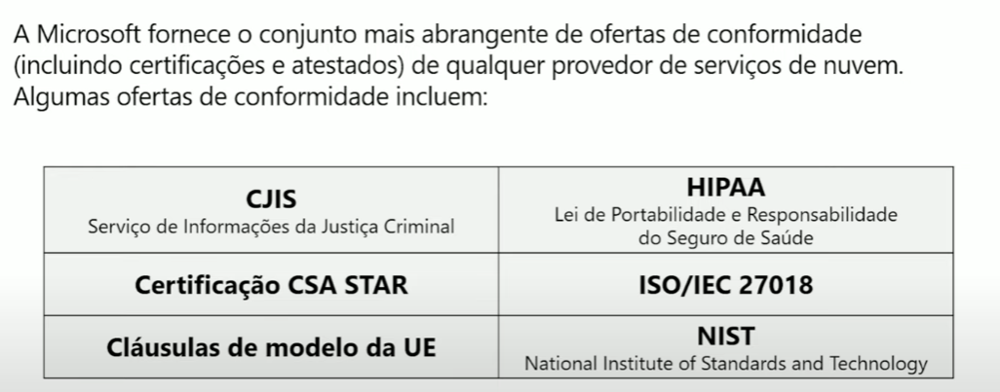 A Microsoft fornece o conjunto mais abrangente de ofertas de conformidade
(incluindo certificações e atestados) de qualquer provedor de serviços de nuvem.
Algumas ofertas de conformidade incluem:
CJIS
Serviço de Informações da Justiça Criminal
HIPAA
Lei de Portabilidade e Responsabilidade
do Seguro de Saúde
Certificação CSA STAR
ISO/IEC 27018
Cláusulas de modelo da UE
NIST
National Institute of Standards and Technology